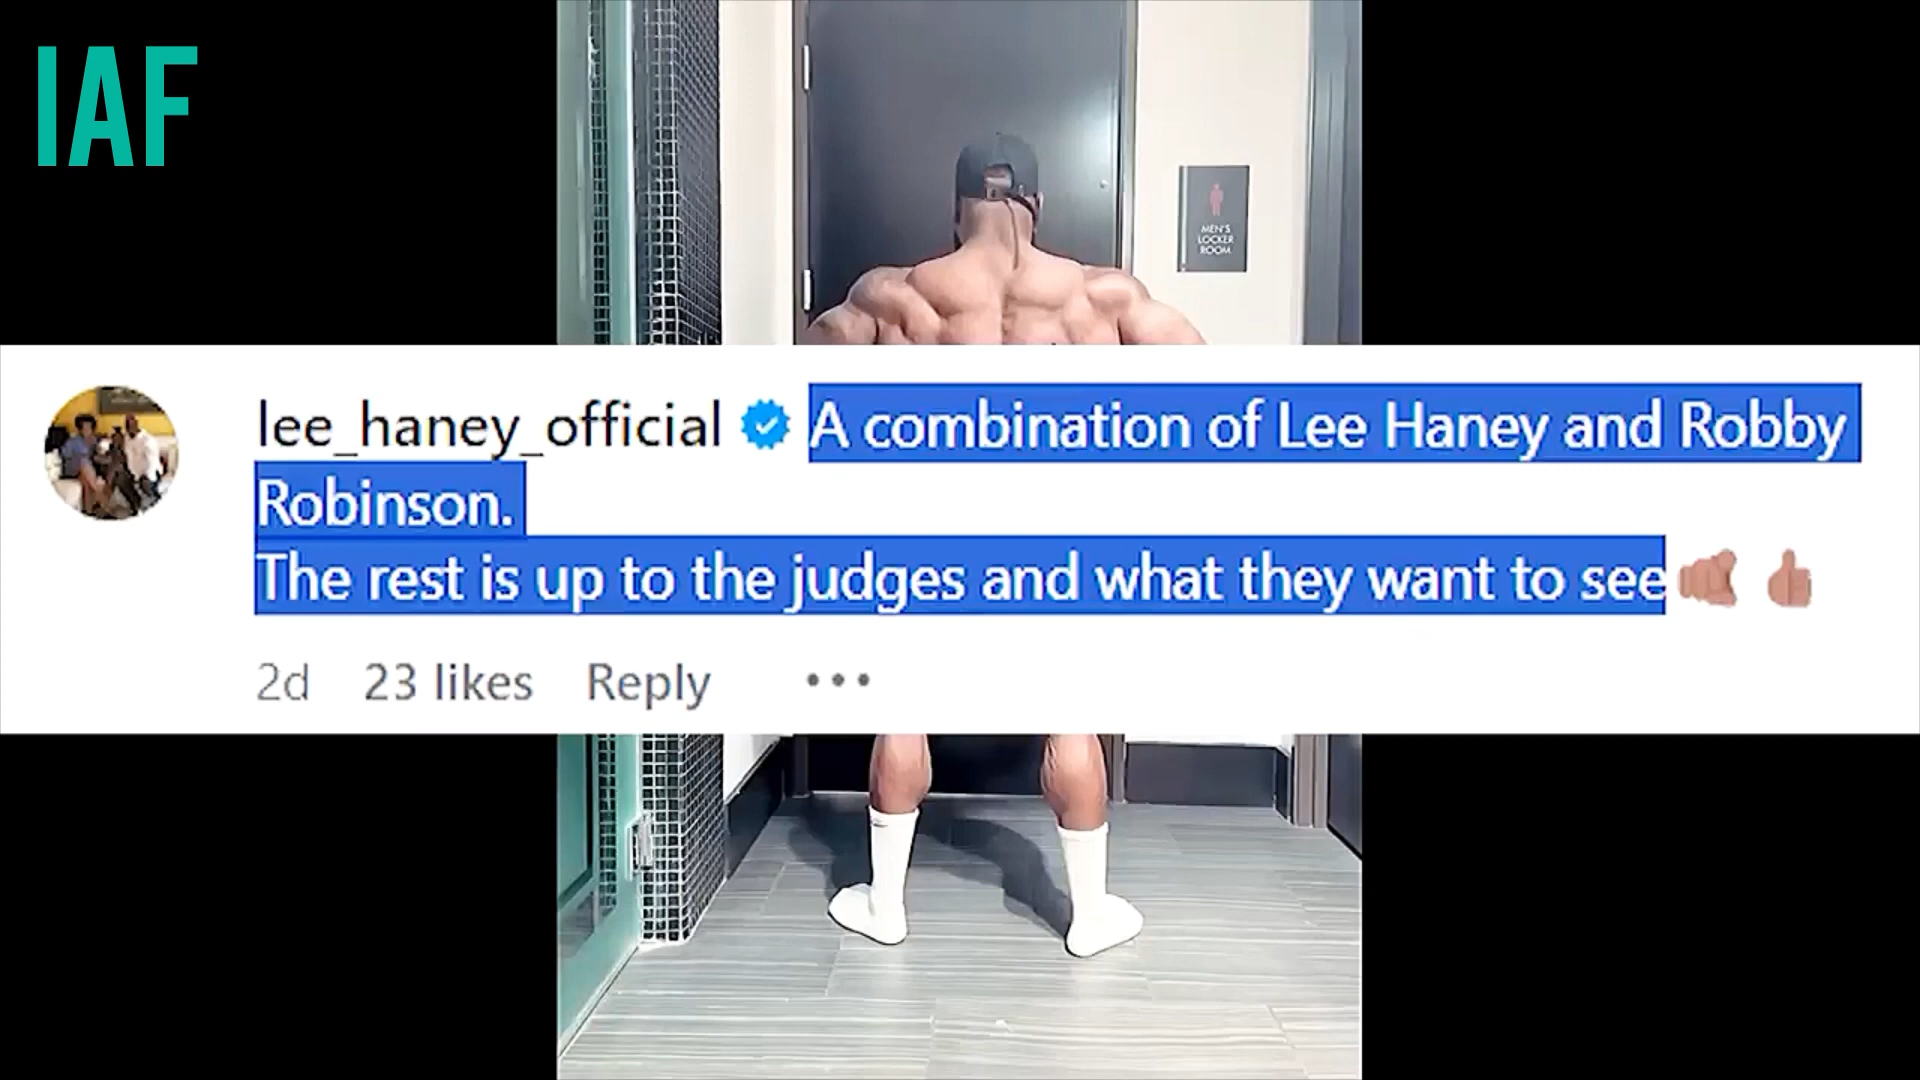 IAF
MEN'S
LOCKER
ROOM
lee_haney_official A combination of Lee Haney and Robby
Robinson.
The rest is up to the judges and what they want to see
2d 23 likes Reply